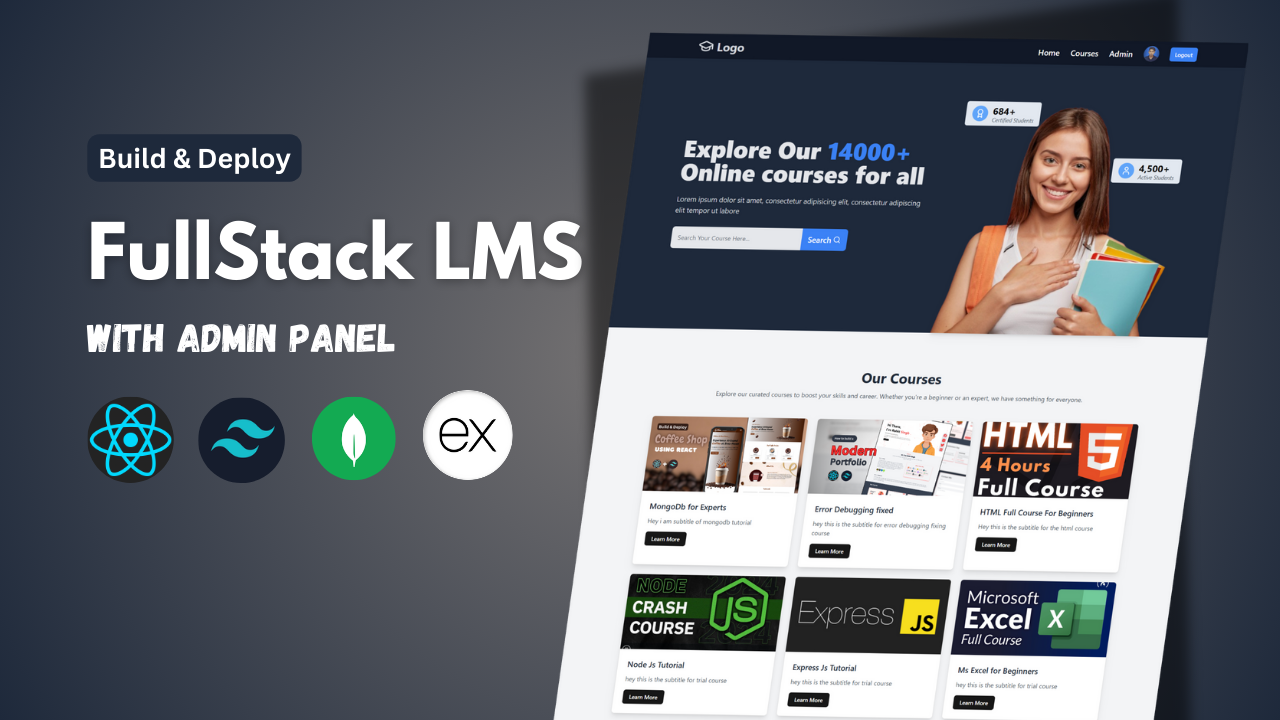 Build & Deploy
FullStack LMS
WITH ADMIN PANEL
ex
Logo
Home Courses Admin Logout
684+
Certified Students
4,500+
Active Students
Explore Our 14000+
Online courses for all
Lorem ipsum dolor sit amet, consectetur adipisicing elit, consectetur adipisicing
elit tempor ut labore
Search Your Course Here... Search
Our Courses
Explore our curated courses to boost your skills and career. Whether you're a beginner or an expert, we have something for everyone.
Build & Deploy
Coffee Shop
USING REACT
MongoDb for Experts
Hey i am subtitle of mongodb tutorial
Learn More
Modern
Portfolio
Error Debugging fixed
hey this is the subtitle for error debugging fixing
course
Learn More
HTML
5
4 Hours
Full Course
HTML Full Course For Beginners
Hey this is the subtitle for the html course
Learn More
NODE
CRASH
COURSE
JS
Node Js Tutorial
hey this is the subtitle for trial course
Learn More
Express
JS
Express Js Tutorial
hey this is the subtitle for trial course
Learn More
Microsoft
Excel
X
Full Course
Ms Excel for Beginners
hey this is the subtitle for trial course
Learn More